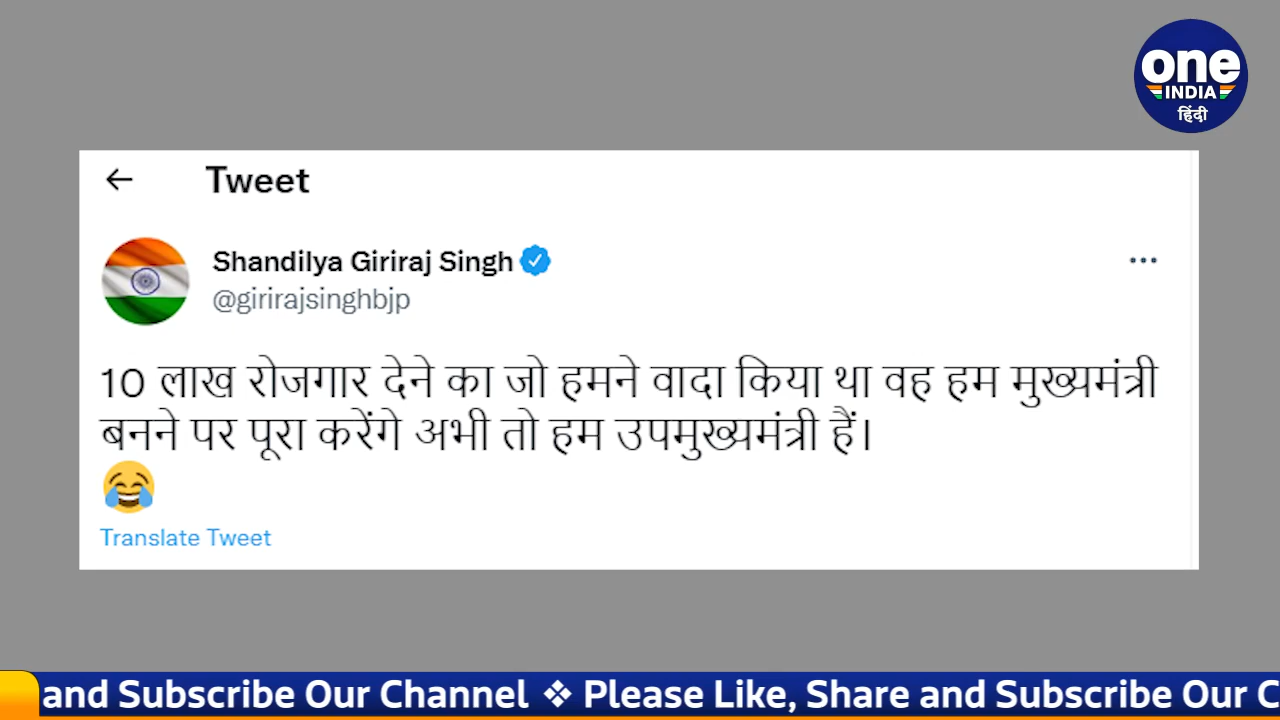 one
INDIA
हिंदी
Tweet
Shandilya Giriraj Singh
@girirajsinghbjp
10 लाख रोजगार देने का जो हमने वादा किया था वह हम मुख्यमंत्री
बनने पर पूरा करेंगे अभी तो हम उपमुख्यमंत्री हैं।
😂
Translate Tweet
and Subscribe Our Channel ❖ Please Like, Share and Subscribe Our C